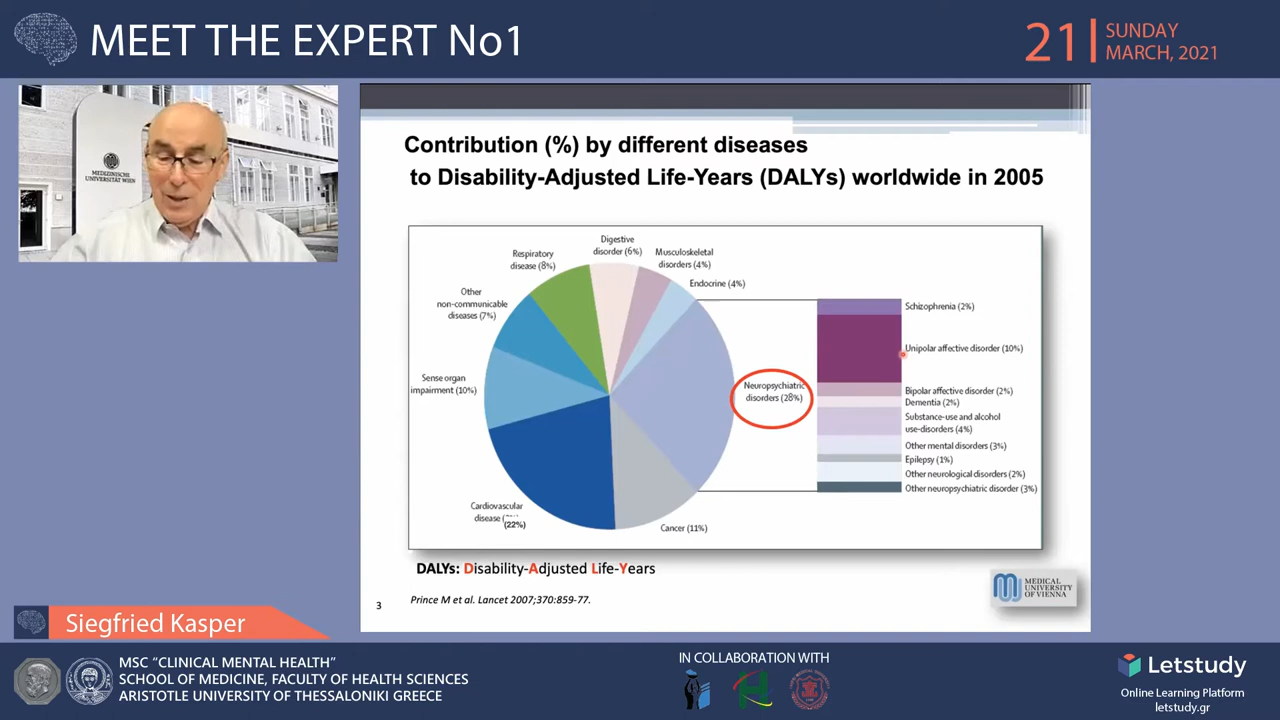 MEET THE EXPERT No1
21
SUNDAY
MARCH, 2021
MEDIZINISCHE
UNIVERSITÄT WIEN
Contribution (%) by different diseases
to Disability-Adjusted Life-Years (DALYs) worldwide in 2005
Digestive
disorder (6%)
Musculoskeletal
disorders (4%)
Respiratory
disease (8%)
Endocrine (4%)
Other
non-communicable
diseases (7%)
Sense organ
impairment (10%)
Neuropsychiatric
disorders (28%)
Cardiovascular
disease
(22%)
Cancer (11%)
Schizophrenia (2%)
Unipolar affective disorder (10%)
Bipolar affective disorder (2%)
Dementia (2%)
Substance-use and alcohol
use-disorders (4%)
Other mental disorders (3%)
Epilepsy (1%)
Other neurological disorders (2%)
Other neuropsychiatric disorder (3%)
DALYs: Disability-Adjusted Life-Years
Prince M et al. Lancet 2007;370:859-77.
3
MEDICAL
UNIVERSITY
OF VIENNA
Siegfried Kasper
MSC “CLINICAL MENTAL HEALTH”
SCHOOL OF MEDICINE, FACULTY OF HEALTH SCIENCES
ARISTOTLE UNIVERSITY OF THESSALONIKI GREECE
IN COLLABORATION WITH
Letstudy
Online Learning Platform
letstudy.gr